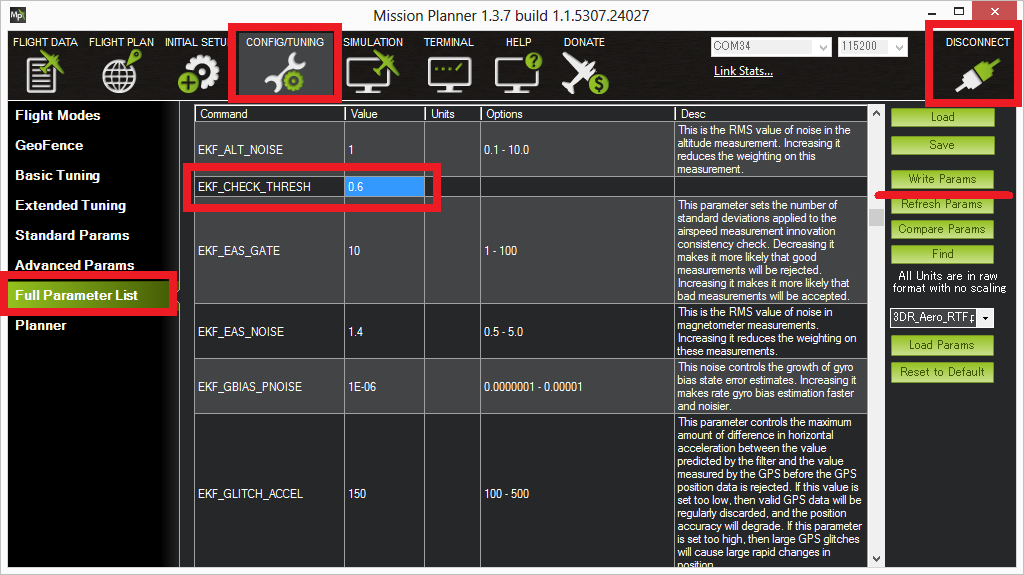 Mp
Mission Planner 1.3.7 build 1.1.5307.24027
FLIGHT DATA FLIGHT PLAN INITIAL SETU CONFIG/TUNING SIMULATION TERMINAL HELP DONATE
COM34 115200
Link Stats...
DISCONNECT
Flight Modes
GeoFence
Basic Tuning
Extended Tuning
Standard Params
Advanced Params
Full Parameter List
Planner
Command Value Units Options Desc
EKF_ALT_NOISE 1 0.1 - 10.0
This is the RMS value of noise in the
altitude measurement. Increasing it
reduces the weighting on this
measurement.
EKF_CHECK_THRESH 0.6
EKF_EAS_GATE 10 1 - 100
This parameter sets the number of
standard deviations applied to the
airspeed measurement innovation
consistency check. Decreasing it
makes it more likely that good
measurements will be rejected.
Increasing it makes it more likely that
bad measurements will be accepted.
EKF_EAS_NOISE 1.4 0.5 - 5.0
This is the RMS value of noise in
magnetometer measurements.
Increasing it reduces the weighting on
these measurements.
EKF_GBIAS_PNOISE 1E-06 0.0000001 - 0.00001
This noise controls the growth of gyro
bias state error estimates. Increasing it
makes rate gyro bias estimation faster
and noisier.
EKF_GLITCH_ACCEL 150 100 - 500
This parameter controls the maximum
amount of difference in horizontal
acceleration between the value
predicted by the filter and the value
measured by the GPS before the GPS
position data is rejected. If this value is
set too low, then valid GPS data will be
regularly discarded, and the position
accuracy will degrade. If this parameter
is set too high, then large GPS glitches
will cause large rapid changes in
position.
Load
Save
Write Params
Refresh Params
Compare Params
Find
All Units are in raw
format with no scaling
3DR_Aero_RTF.p
Load Params
Reset to Default